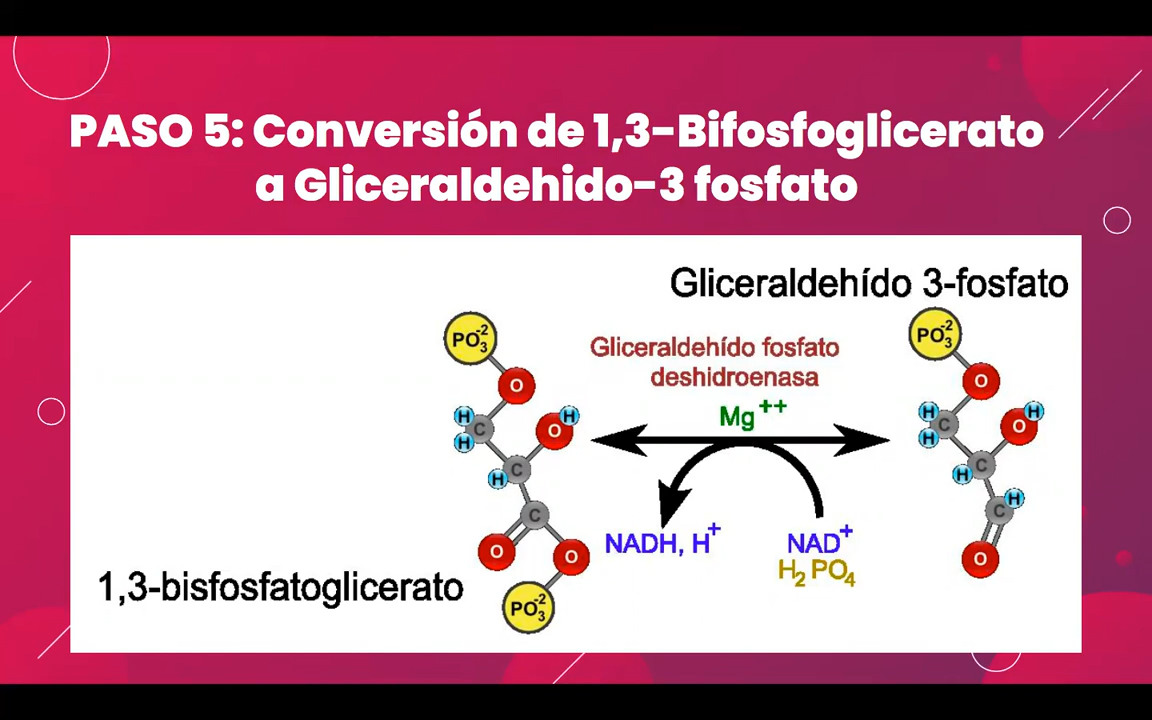 PASO 5: Conversión de 1,3-Bifosfoglicerato
a Gliceraldehido-3 fosfato
Gliceraldehído 3-fosfato
PO₃⁻²
PO₃⁻²
Gliceraldehído fosfato
deshidroenasa
Mg⁺⁺
O
O
H
H
C
H
O
H
H
C
H
O
H
C
H
C
H
C
C
H
O
O
O
NADH, H⁺
NAD⁺
H₂PO₄
1,3-bisfosfatoglicerato
PO₃⁻²